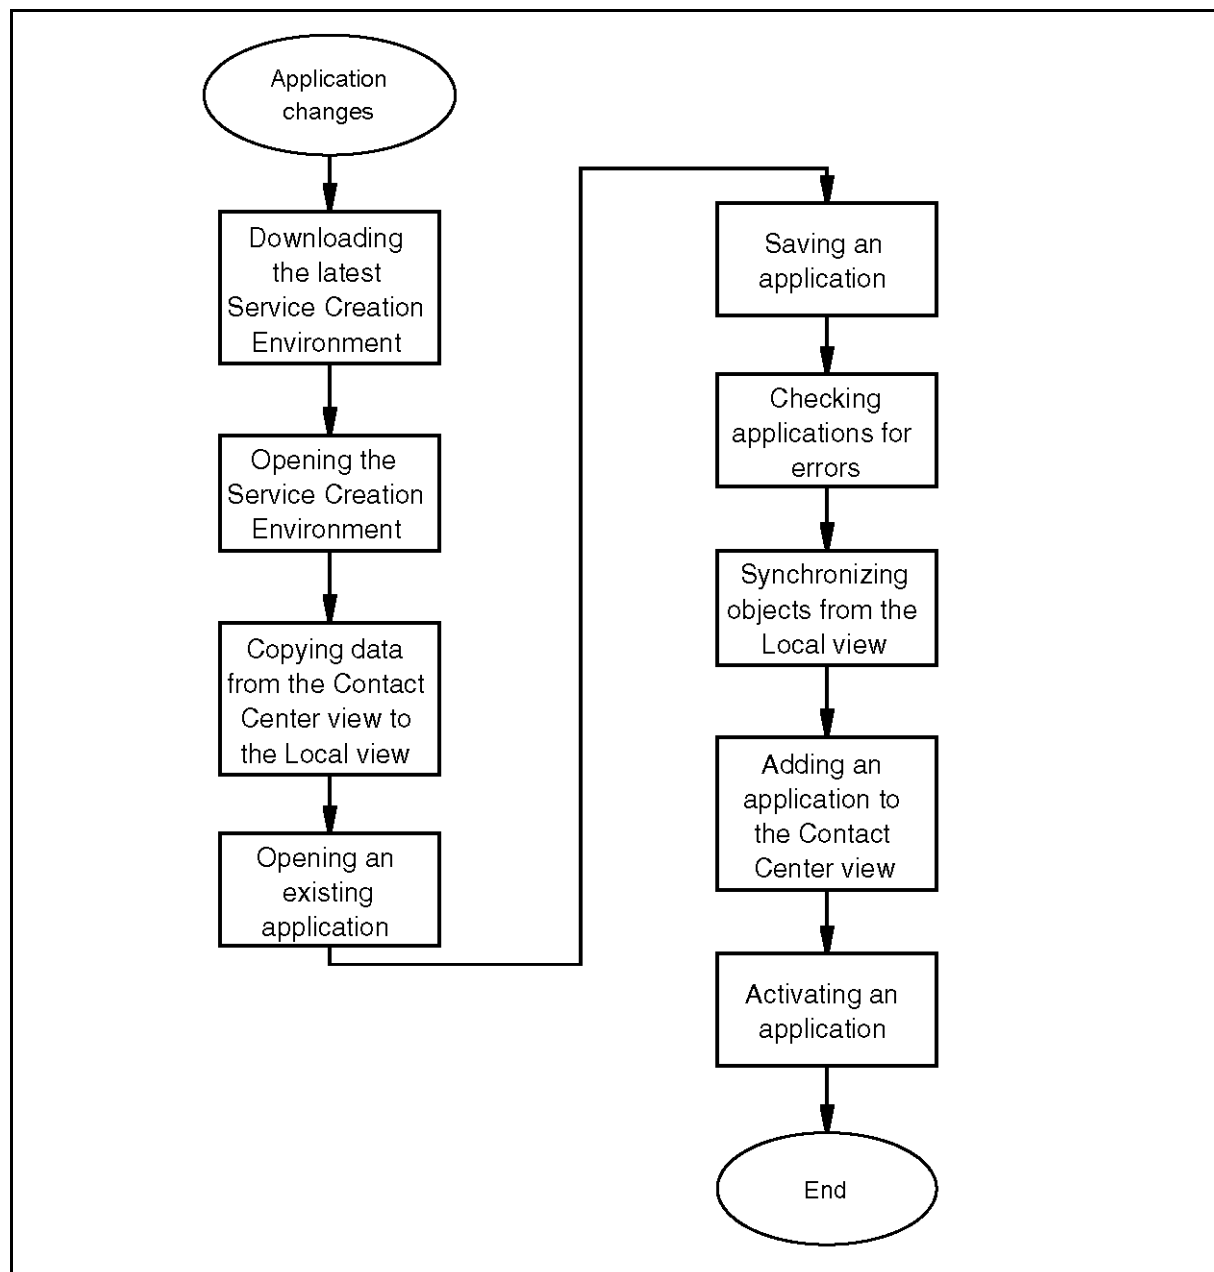 Application
changes
Downloading
the latest
Service Creation
Environment
Opening the
Service Creation
Environment
Copying data
from the Contact
Center view to
the Local view
Opening an
existing
application
Saving an
application
Checking
applications for
errors
Synchronizing
objects from the
Local view
Adding an
application to
the Contact
Center view
Activating an
application
End